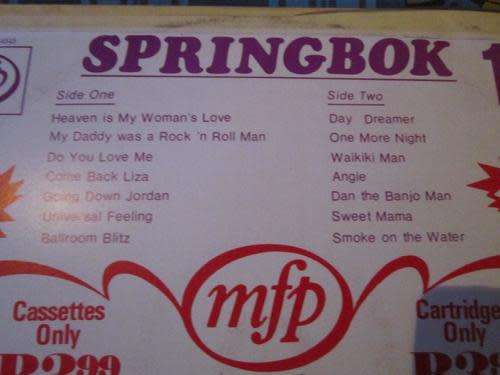 SPRINGBOK
Side One
Heaven is My Woman's Love
My Daddy was a Rock 'n Roll Man
Do You Love Me
Come Back Liza
Going Down Jordan
Universal Feeling
Ballroom Blitz
Side Two
Day Dreamer
One More Night
Waikiki Man
Angie
Dan the Banjo Man
Sweet Mama
Smoke on the Water
mfp
Cassettes
Only
R399
Cartridge
Only